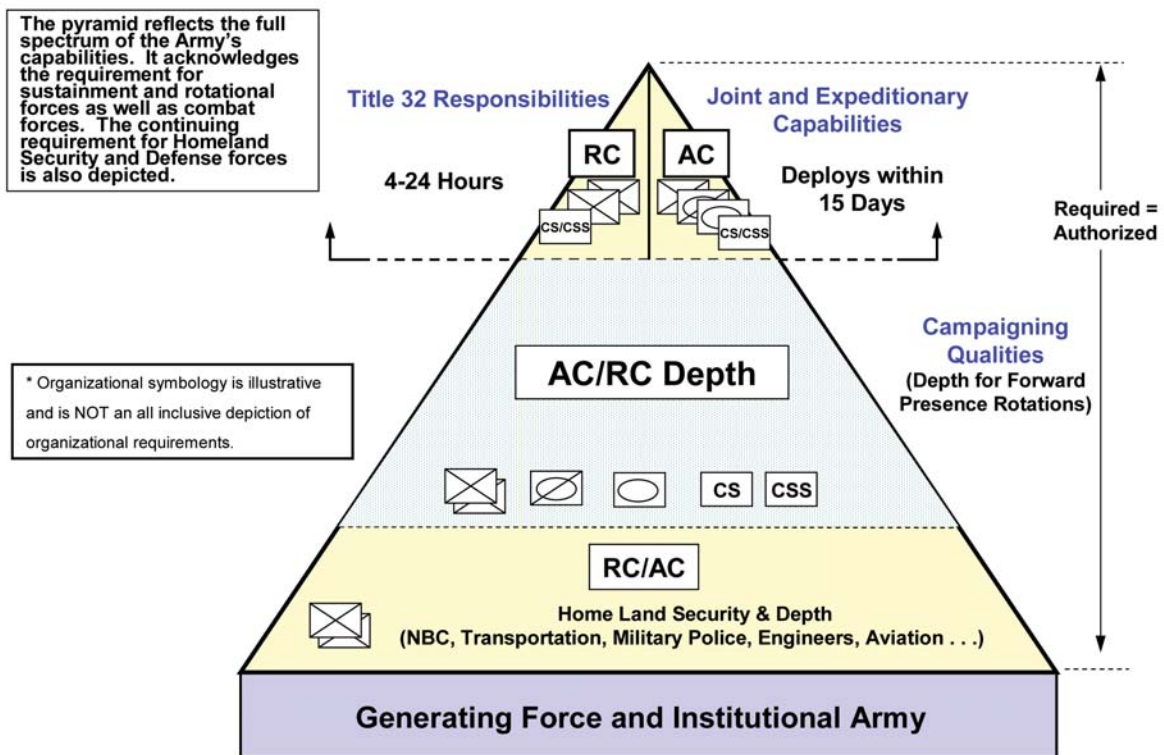 The pyramid reflects the full
spectrum of the Army's
capabilities. It acknowledges
the requirement for
sustainment and rotational
forces as well as combat
forces. The continuing
requirement for Homeland
Security and Defense forces
is also depicted.
Title 32 Responsibilities
Joint and Expeditionary
Capabilities
RC
AC
4-24 Hours
Deploys within
15 Days
CS/CSS
CS/CSS
Required =
Authorized
Campaigning
Qualities
(Depth for Forward
Presence Rotations)
AC/RC Depth
* Organizational symbology is illustrative
and is NOT an all inclusive depiction of
organizational requirements.
CS
CSS
RC/AC
Home Land Security & Depth
(NBC, Transportation, Military Police, Engineers, Aviation . . .)
Generating Force and Institutional Army